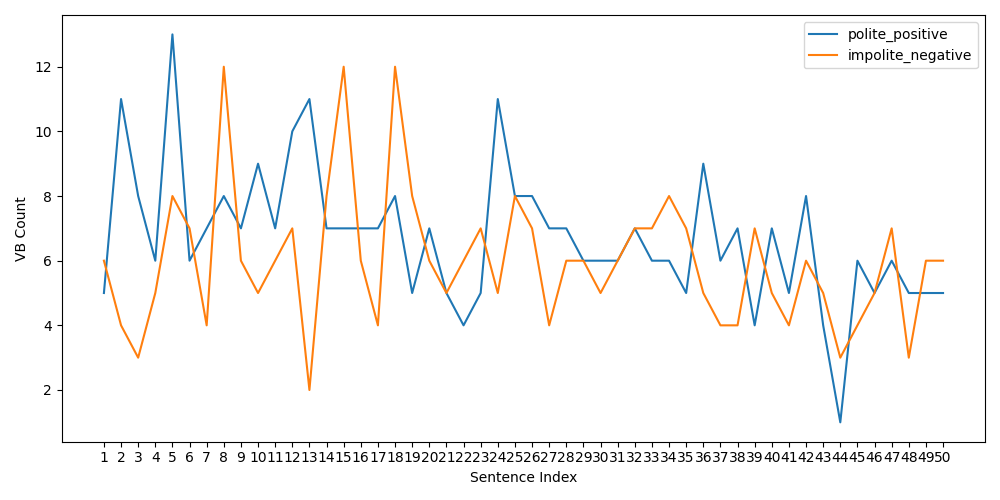 polite_positive
impolite_negative
VB Count
12
10
8
6
4
2
1 2 3 4 5 6 7 8 9 10 11 12 13 14 15 16 17 18 19 20 21 22 23 24 25 26 27 28 29 30 31 32 33 34 35 36 37 38 39 40 41 42 43 44 45 46 47 48 49 50
Sentence Index